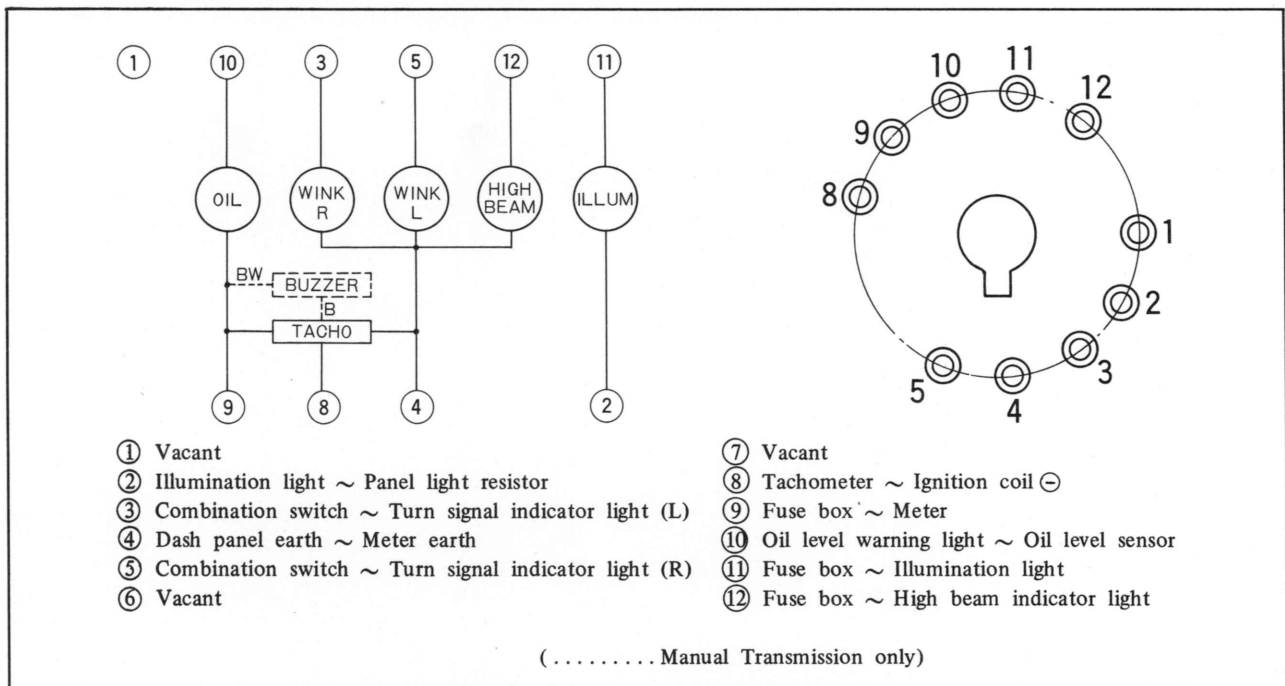 ① ⑩ ③ ⑤ ⑫ ⑪
OIL WINK R WINK L HIGH BEAM ILLUM
BW BUZZER
B
TACHO
⑨ ⑧ ④ ②
10 11 12
9
8
1
2
3
5 4
① Vacant
② Illumination light ~ Panel light resistor
③ Combination switch ~ Turn signal indicator light (L)
④ Dash panel earth ~ Meter earth
⑤ Combination switch ~ Turn signal indicator light (R)
⑥ Vacant
⑦ Vacant
⑧ Tachometer ~ Ignition coil ⊖
⑨ Fuse box ~ Meter
⑩ Oil level warning light ~ Oil level sensor
⑪ Fuse box ~ Illumination light
⑫ Fuse box ~ High beam indicator light
(......... Manual Transmission only)